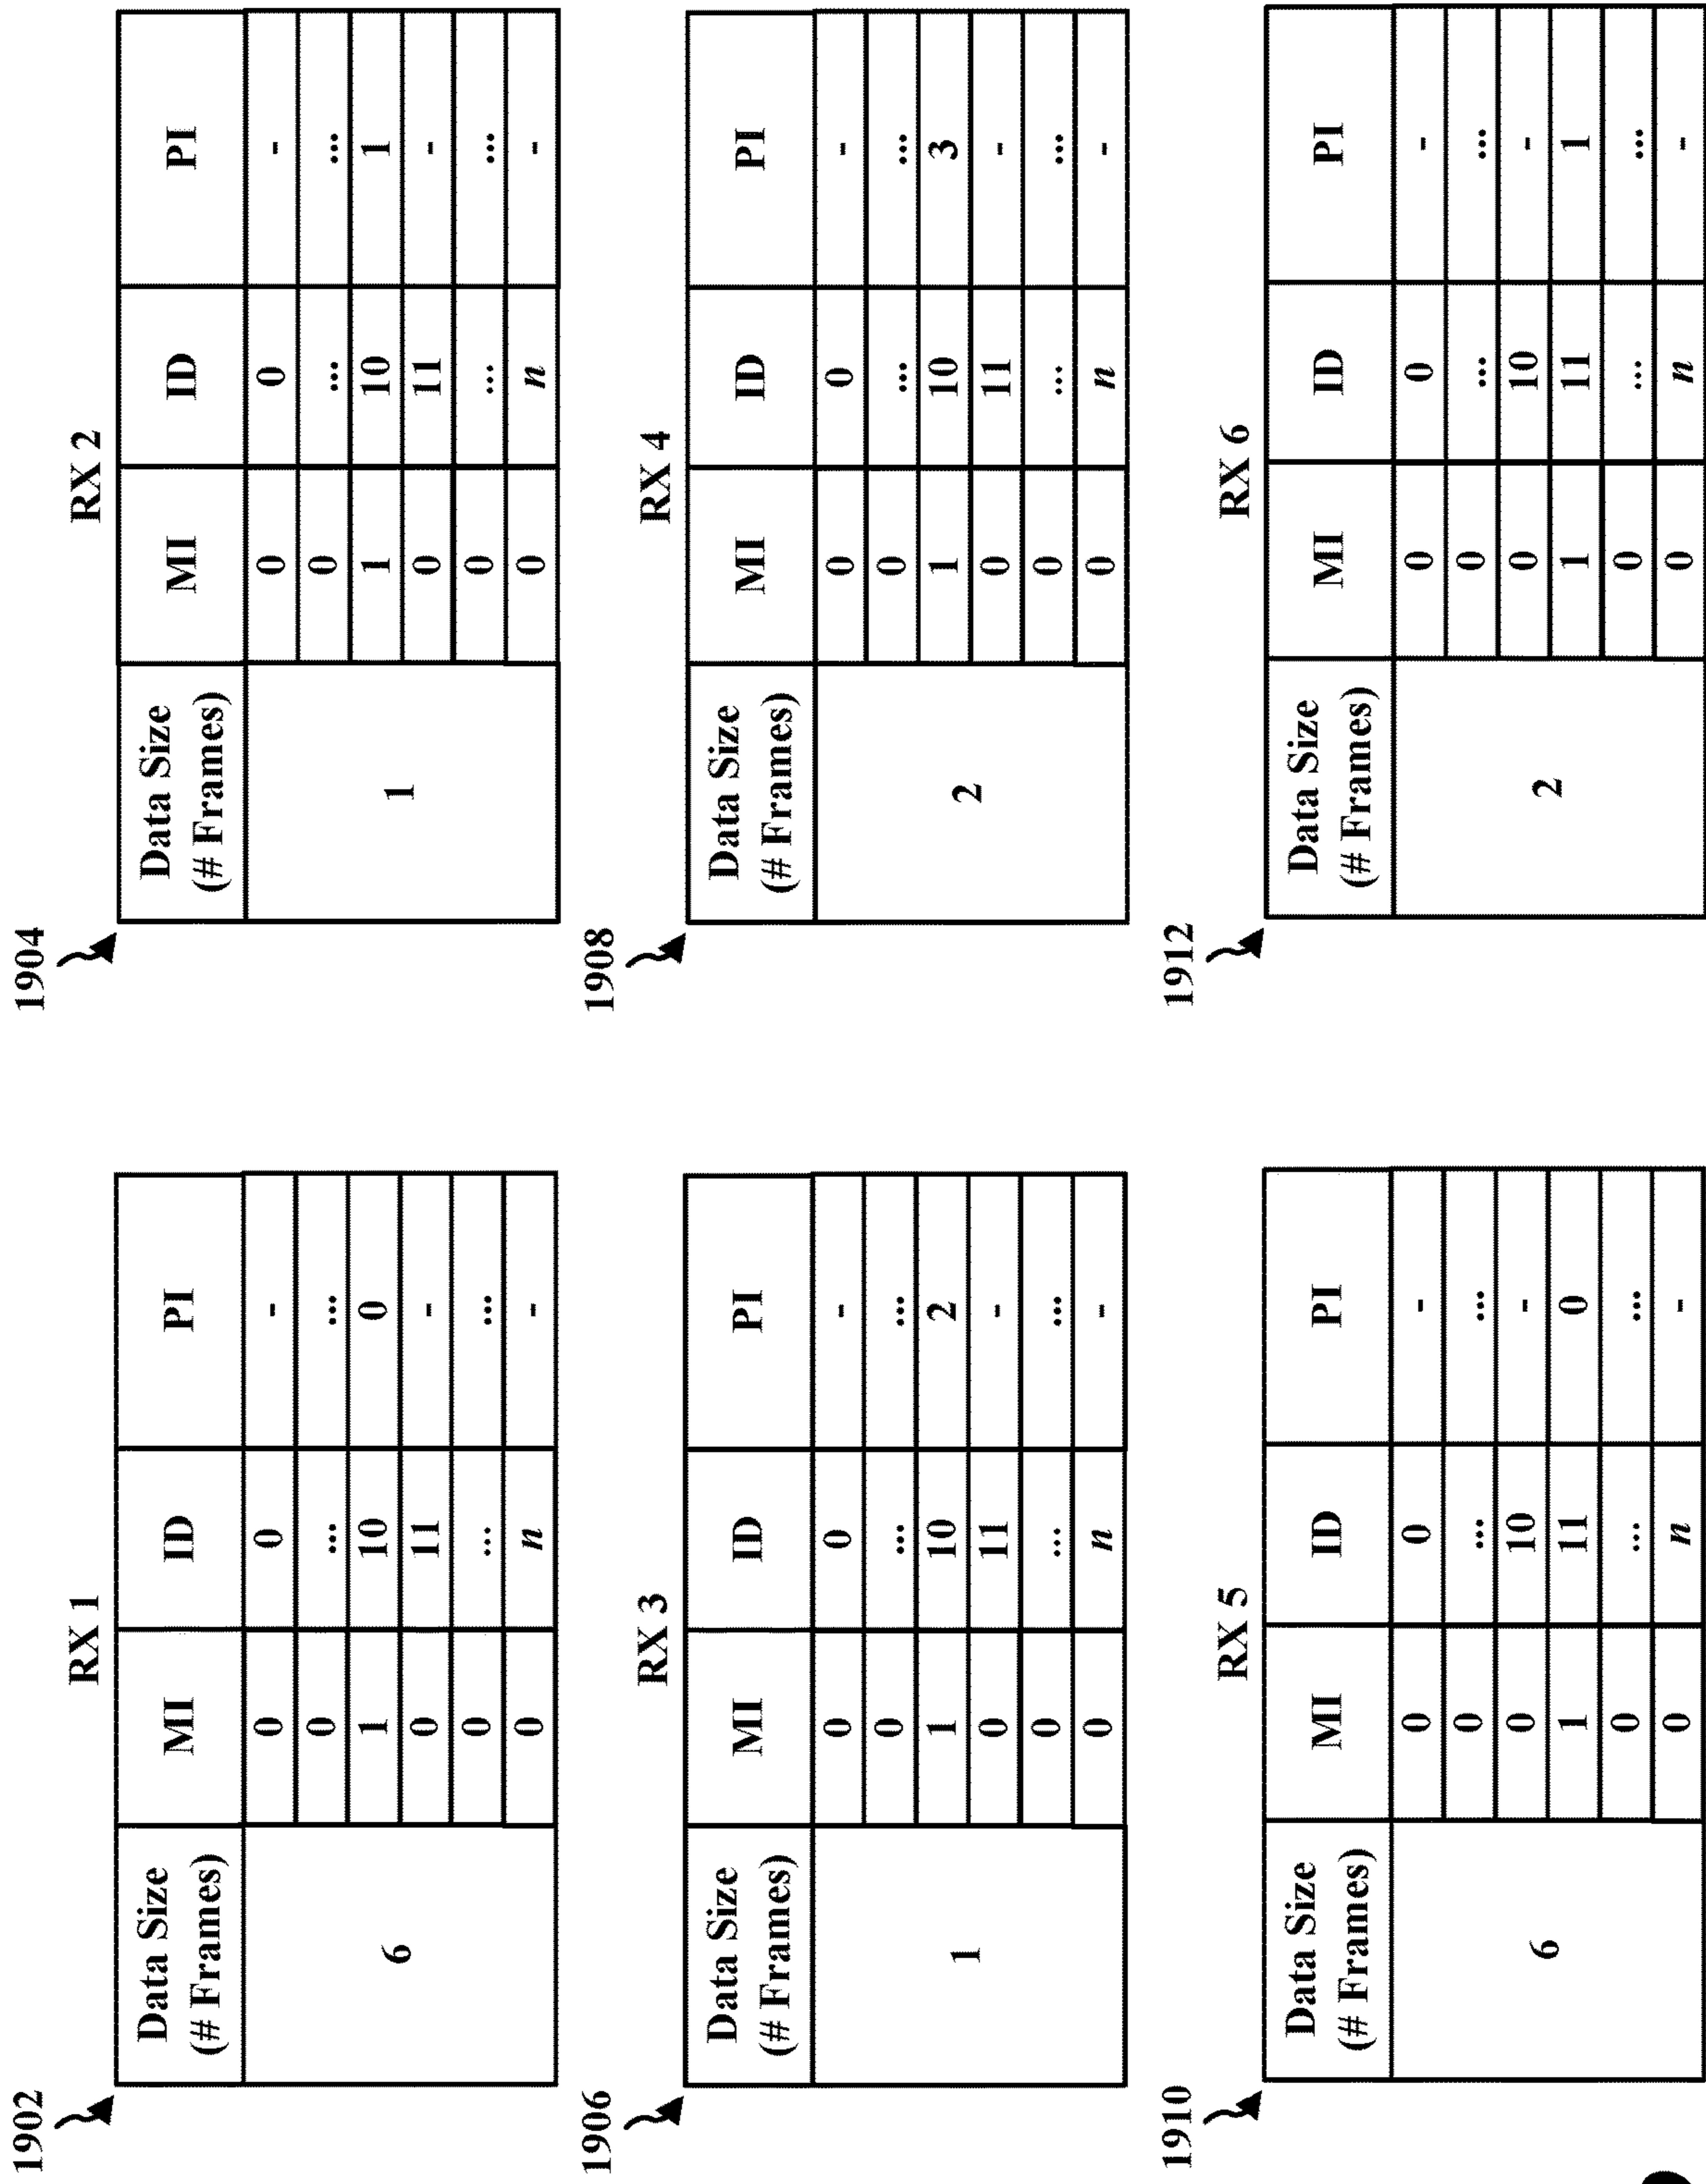 1902
RX 1
Data Size (# Frames) MI ID PI
6
0 0 -
0 ... ...
1 10 0
0 11 -
0 ... ...
0 n -
1904
RX 2
Data Size (# Frames) MI ID PI
1
0 0 -
0 ... ...
1 10 1
0 11 -
0 ... ...
0 n -
1906
RX 3
Data Size (# Frames) MI ID PI
1
0 0 -
0 ... ...
1 10 2
0 11 -
0 ... ...
0 n -
1908
RX 4
Data Size (# Frames) MI ID PI
2
0 0 -
0 ... ...
1 10 3
0 11 -
0 ... ...
0 n -
1910
RX 5
Data Size (# Frames) MI ID PI
6
0 0 -
0 ... ...
0 10 -
1 11 0
0 ... ...
0 n -
1912
RX 6
Data Size (# Frames) MI ID PI
2
0 0 -
0 ... ...
0 10 -
1 11 1
0 ... ...
0 n -